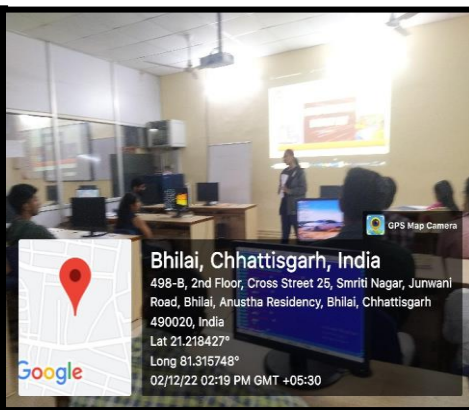 GPS Map Camera
Bhilai, Chhattisgarh, India
498-B, 2nd Floor, Cross Street 25, Smriti Nagar, Junwani
Road, Bhilai, Anustha Residency, Bhilai, Chhattisgarh
490020, India
Lat 21.218427°
Long 81.315748°
02/12/22 02:19 PM GMT +05:30
Google